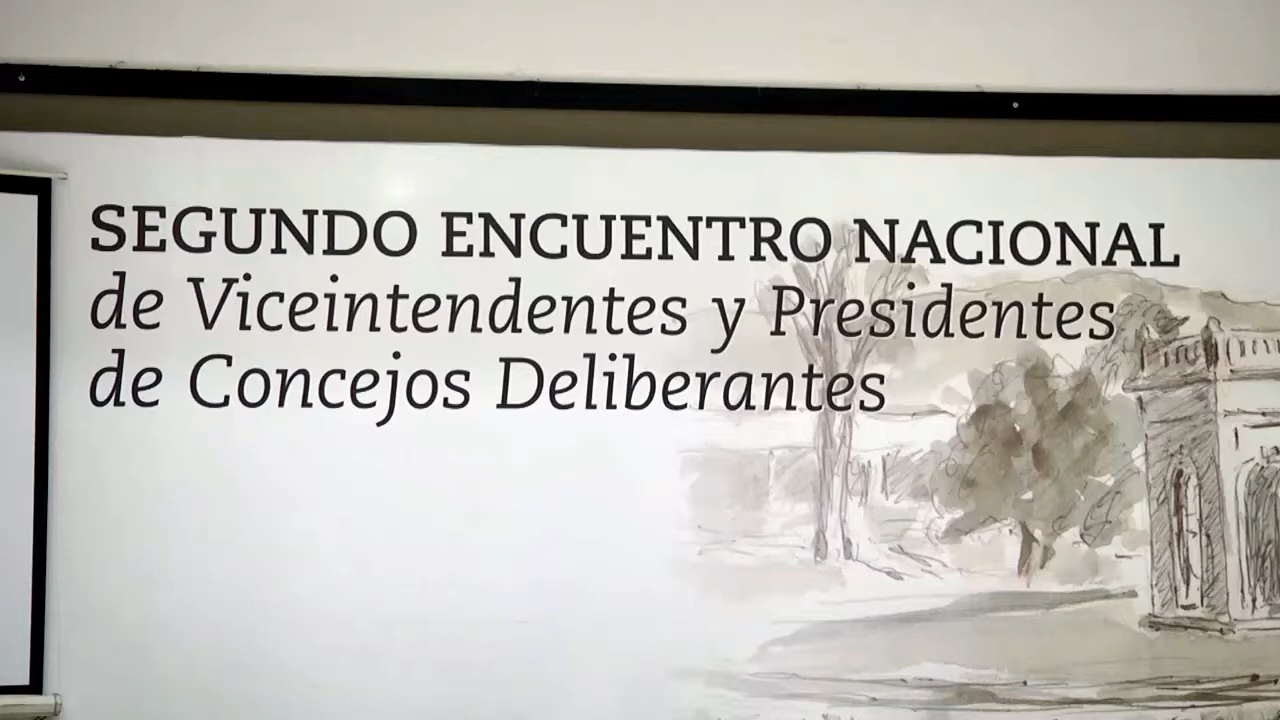 SEGUNDO ENCUENTRO NACIONAL
de Viceintendentes y Presidentes
de Concejos Deliberantes